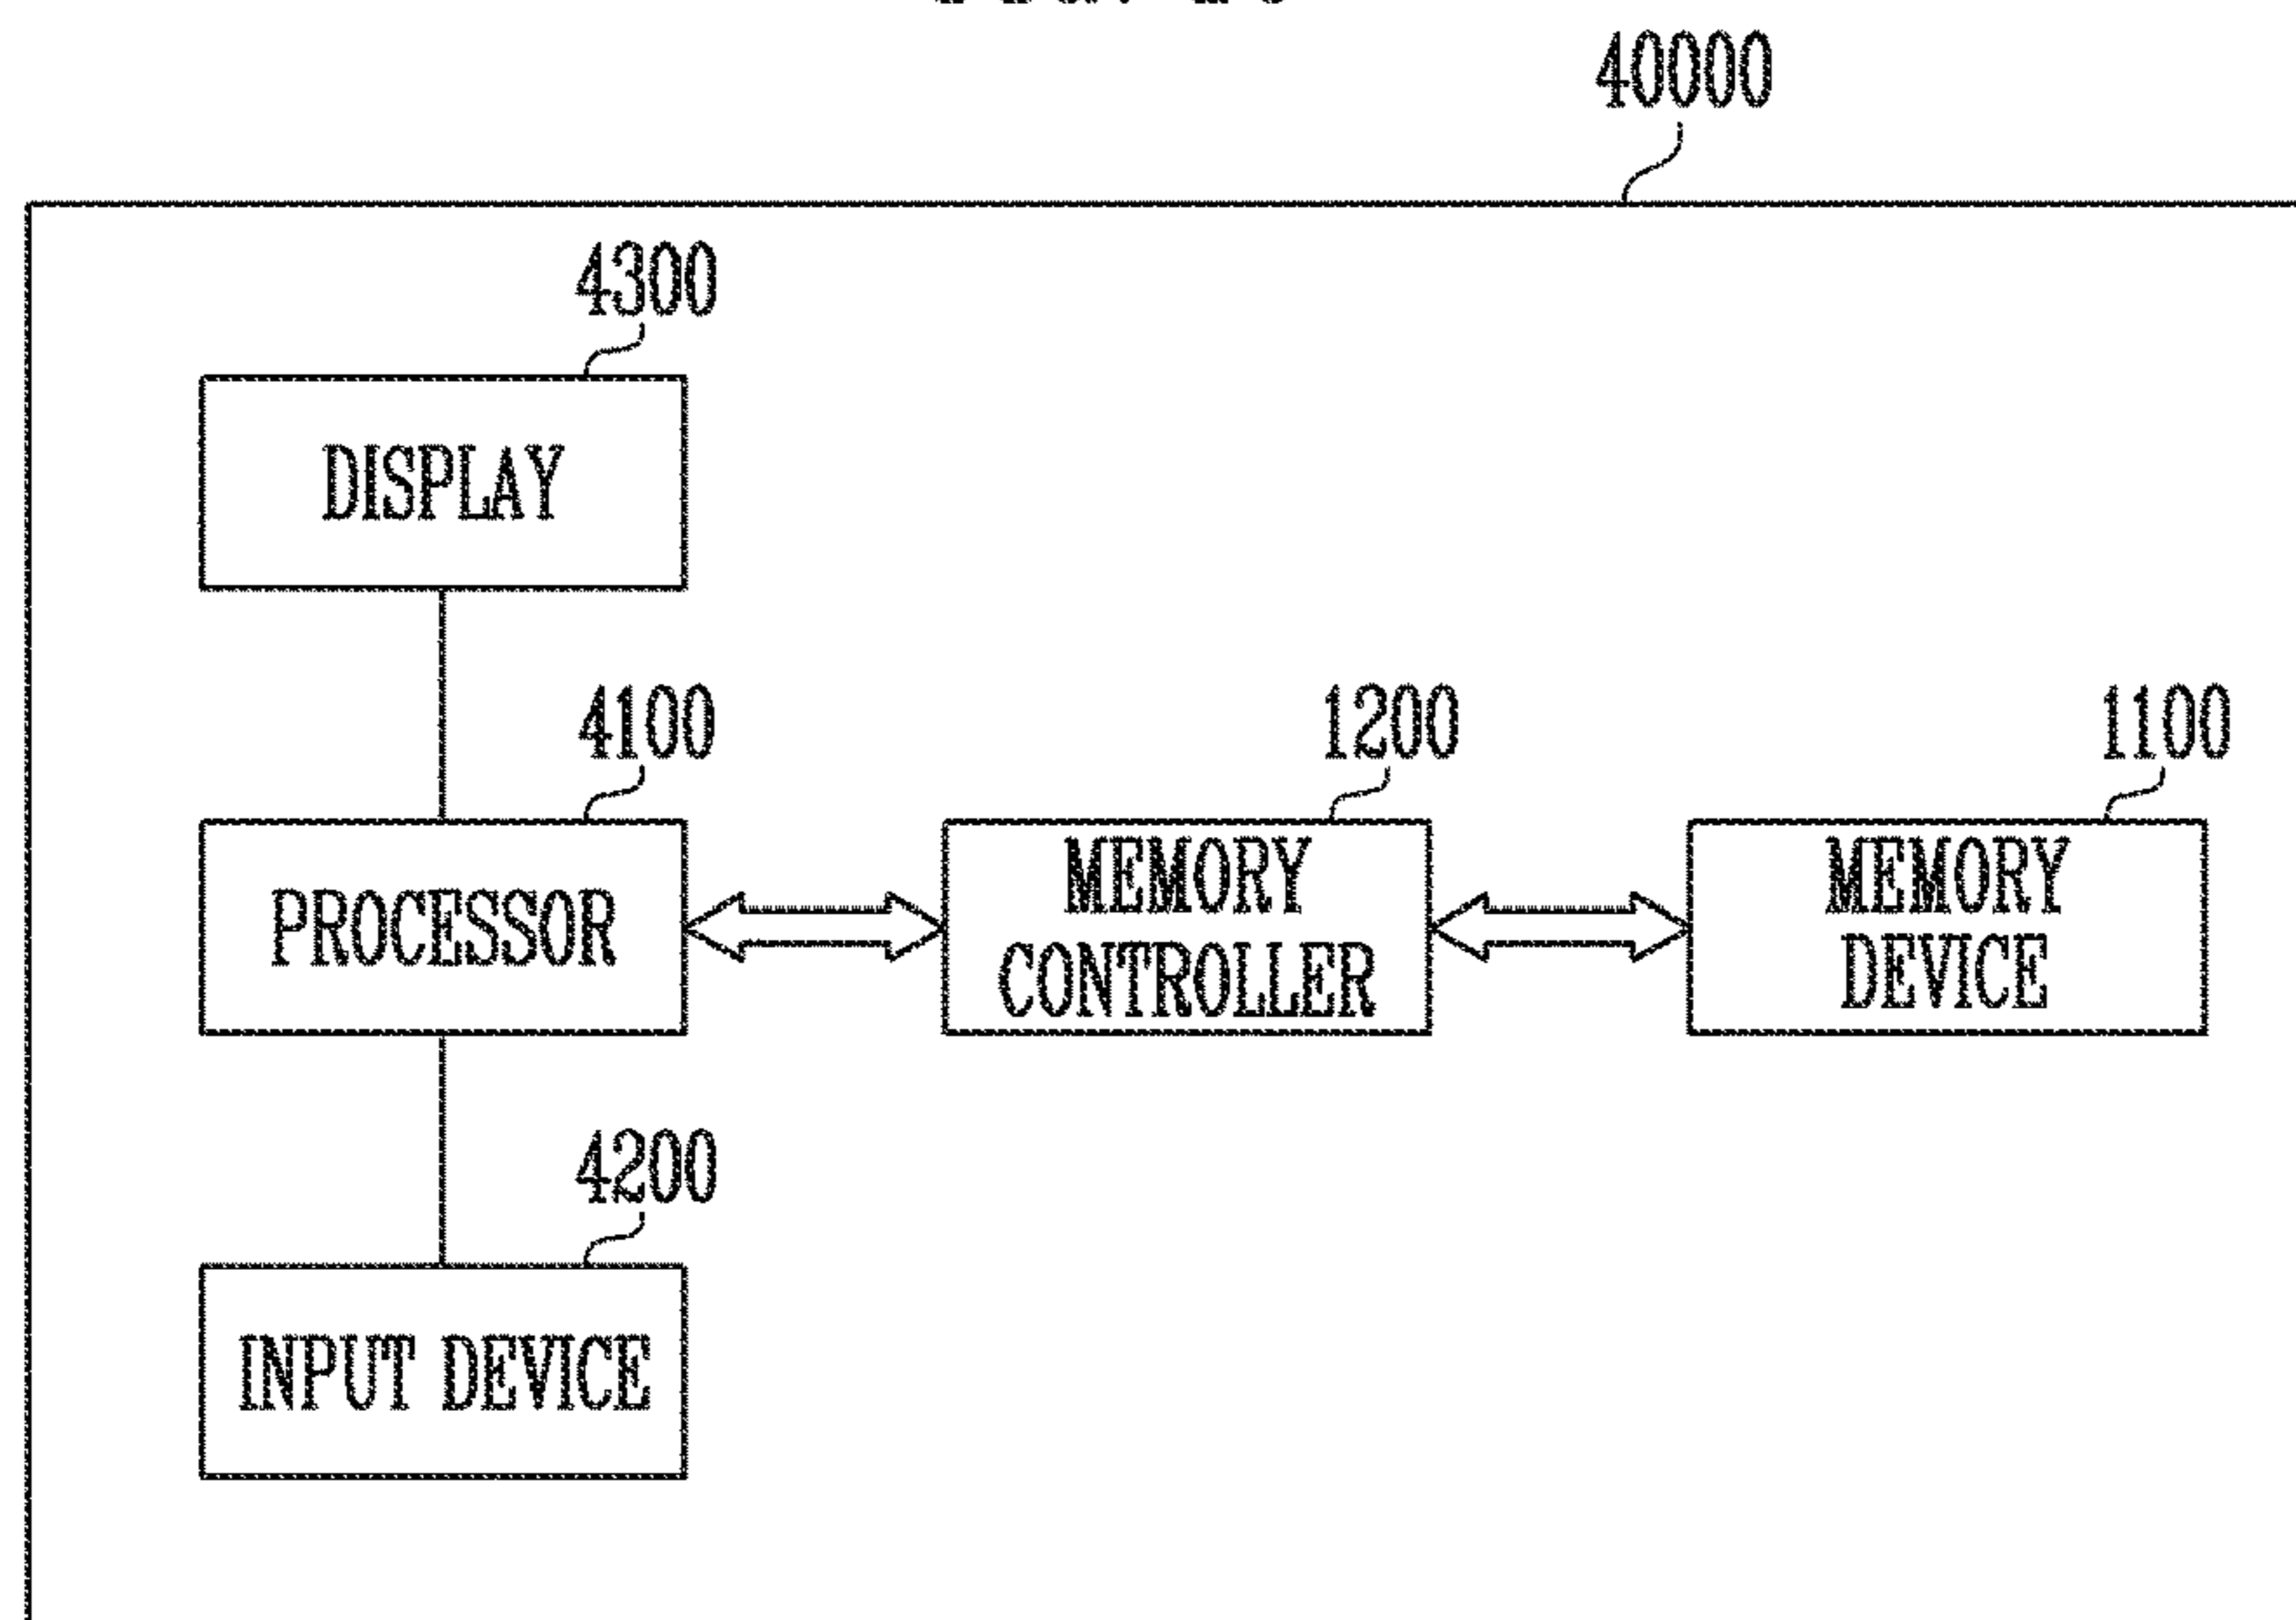 40000
4300
DISPLAY
4100
PROCESSOR
1200
MEMORY
CONTROLLER
1100
MEMORY
DEVICE
4200
INPUT DEVICE